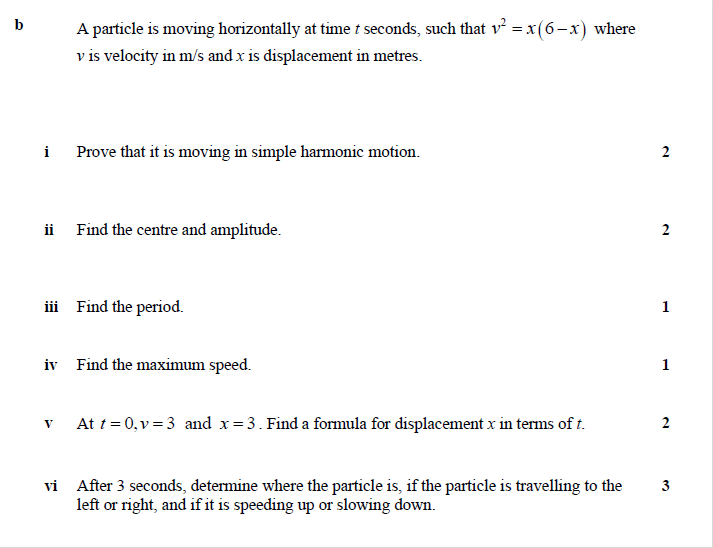 b A particle is moving horizontally at time t seconds, such that v² = x(6−x) where
v is velocity in m/s and x is displacement in metres.
i Prove that it is moving in simple harmonic motion. 2
ii Find the centre and amplitude. 2
iii Find the period. 1
iv Find the maximum speed. 1
v At t = 0, v = 3 and x = 3. Find a formula for displacement x in terms of t. 2
vi After 3 seconds, determine where the particle is, if the particle is travelling to the 3
left or right, and if it is speeding up or slowing down.